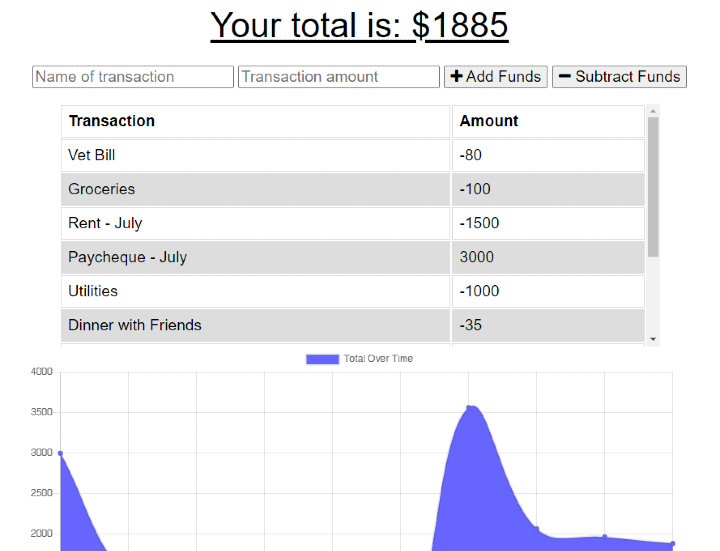 Your total is: $1885
Name of transaction Transaction amount Add Funds Subtract Funds
Transaction Amount
Vet Bill -80
Groceries -100
Rent - July -1500
Paycheque - July 3000
Utilities -1000
Dinner with Friends -35
Total Over Time
4000
3500
3000
2500
2000